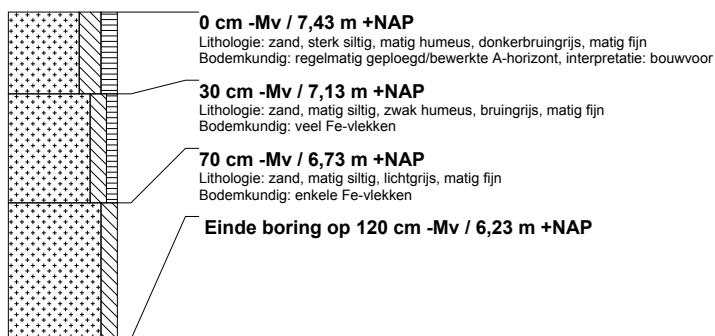 0 cm -Mv / 7,43 m +NAP
Lithologie: zand, sterk siltig, matig humeus, donkerbruingrijs, matig fijn
Bodemkundig: regelmatig geploegd/bewerkte A-horizont, interpretatie: bouwvoor
30 cm -Mv / 7,13 m +NAP
Lithologie: zand, matig siltig, zwak humeus, bruingrijs, matig fijn
Bodemkundig: veel Fe-vlekken
70 cm -Mv / 6,73 m +NAP
Lithologie: zand, matig siltig, lichtgrijs, matig fijn
Bodemkundig: enkele Fe-vlekken
Einde boring op 120 cm -Mv / 6,23 m +NAP